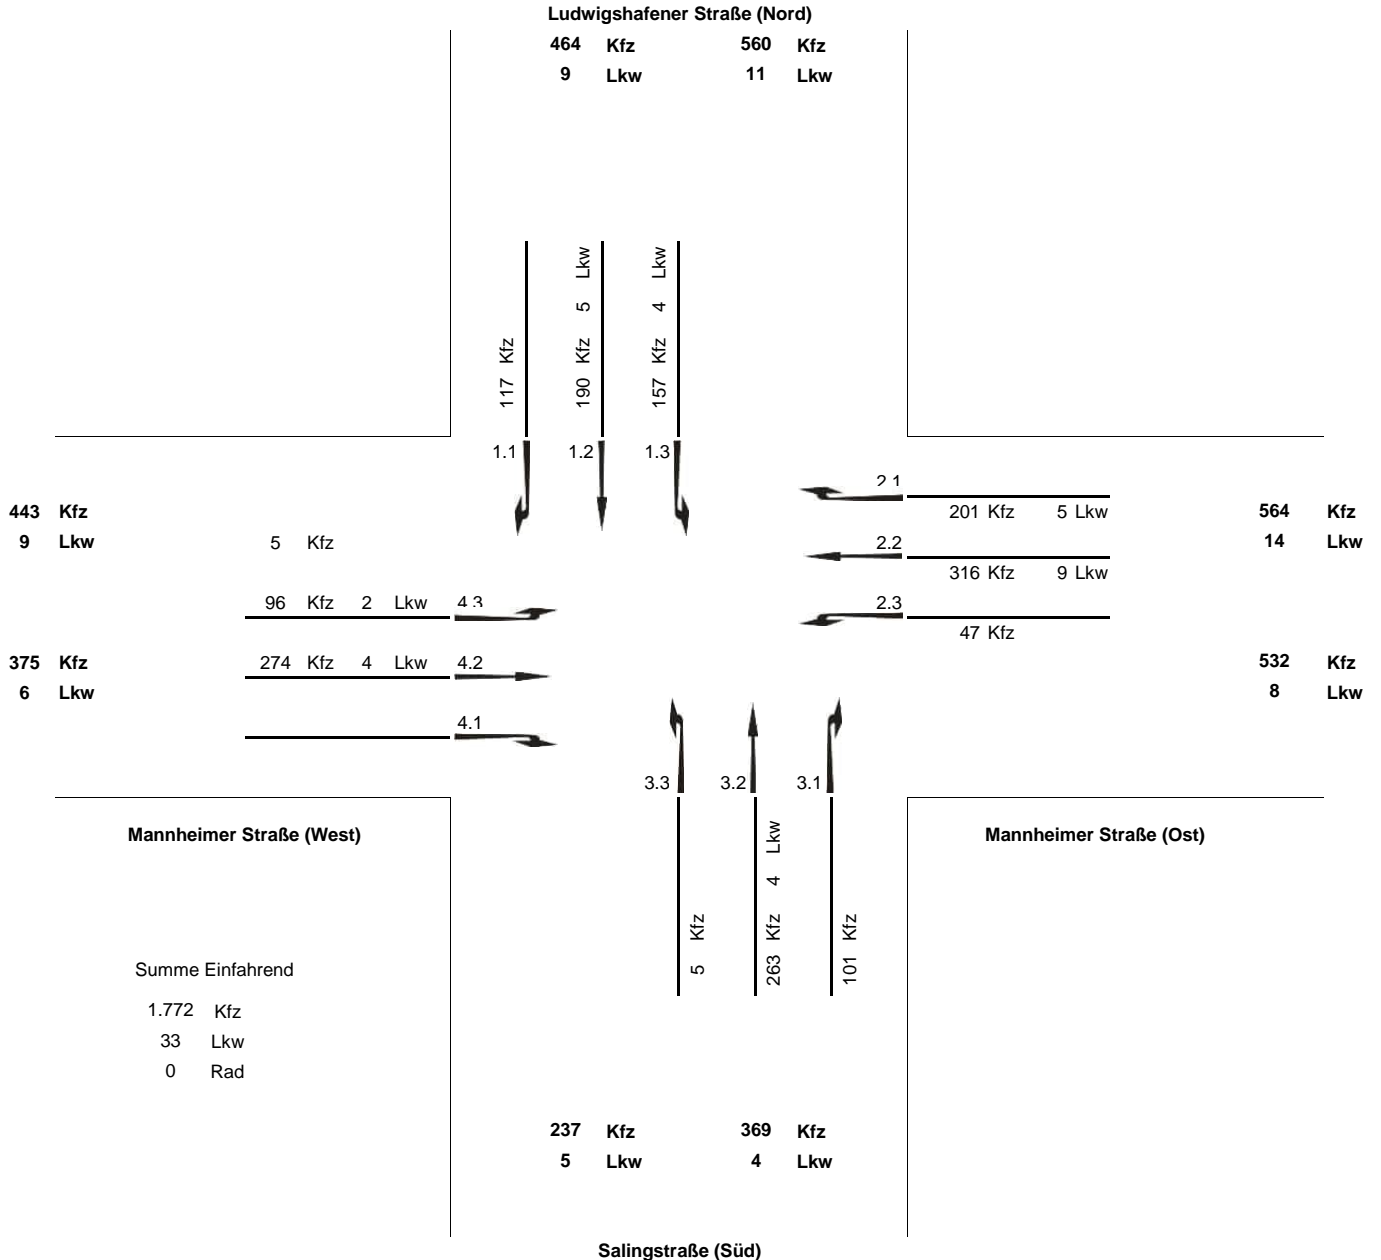 Ludwigshafener Straße (Nord)
464 Kfz 560 Kfz
9 Lkw 11 Lkw
117 Kfz
190 Kfz 5 Lkw
157 Kfz 4 Lkw
1.1 1.2 1.3
2.1
201 Kfz 5 Lkw
2.2
316 Kfz 9 Lkw
2.3
47 Kfz
564 Kfz
14 Lkw
532 Kfz
8 Lkw
443 Kfz
9 Lkw
5 Kfz
96 Kfz 2 Lkw 4.3
375 Kfz
6 Lkw
274 Kfz 4 Lkw 4.2
4.1
3.3 3.2 3.1
5 Kfz
263 Kfz 4 Lkw
101 Kfz
Mannheimer Straße (West)
Mannheimer Straße (Ost)
Summe Einfahrend
1.772 Kfz
33 Lkw
0 Rad
237 Kfz 369 Kfz
5 Lkw 4 Lkw
Salingstraße (Süd)